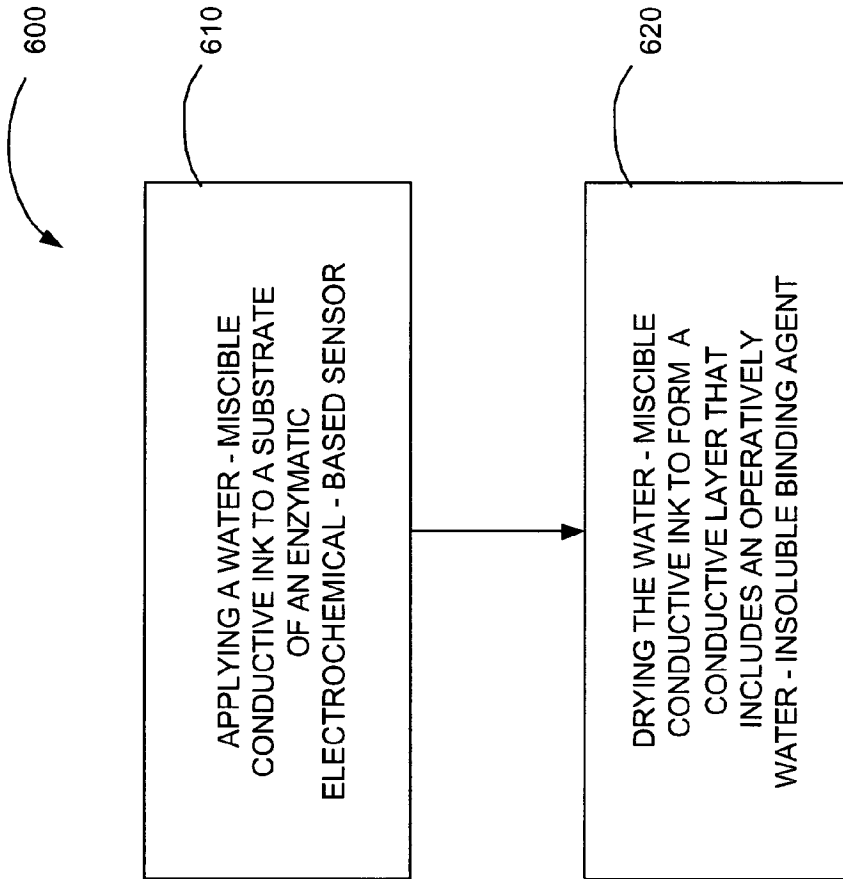 600
610
APPLYING A WATER - MISCIBLE
CONDUCTIVE INK TO A SUBSTRATE
OF AN ENZYMATIC
ELECTROCHEMICAL - BASED SENSOR
620
DRYING THE WATER - MISCIBLE
CONDUCTIVE INK TO FORM A
CONDUCTIVE LAYER THAT
INCLUDES AN OPERATIVELY
WATER - INSOLUBLE BINDING AGENT